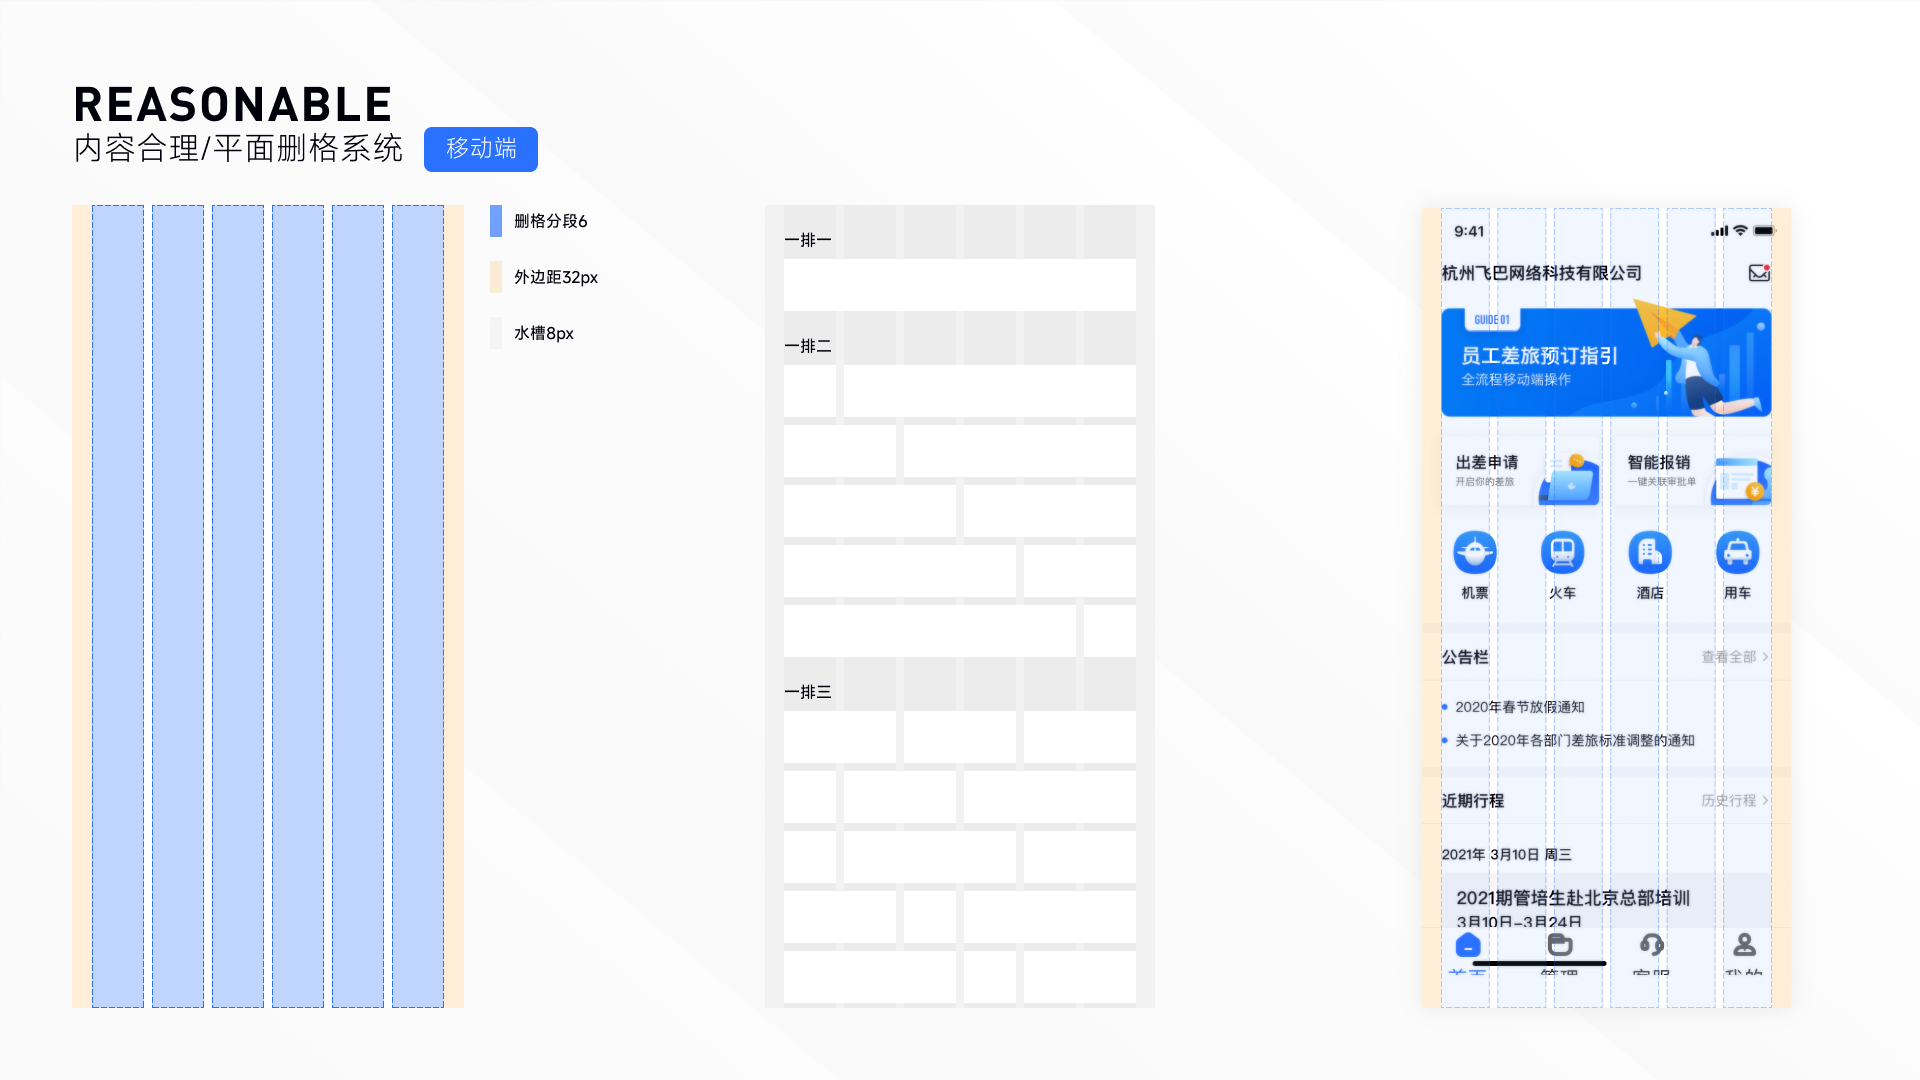 REASONABLE
内容合理/平面删格系统
移动端
删格分段6
外边距32px
水槽8px
一排一
一排二
一排三
9:41
杭州飞巴网络科技有限公司
GUIDE 01
员工差旅预订指引
全流程移动端操作
出差申请
开启你的差旅
智能报销
一键关联审批单
机票
火车
酒店
用车
公告栏
查看全部
2020年春节放假通知
关于2020年各部门差旅标准调整的通知
近期行程
历史行程
2021年 3月10日 周三
2021期管培生赴北京总部培训
3月10日-3月24日
首页
管理
客服
我的